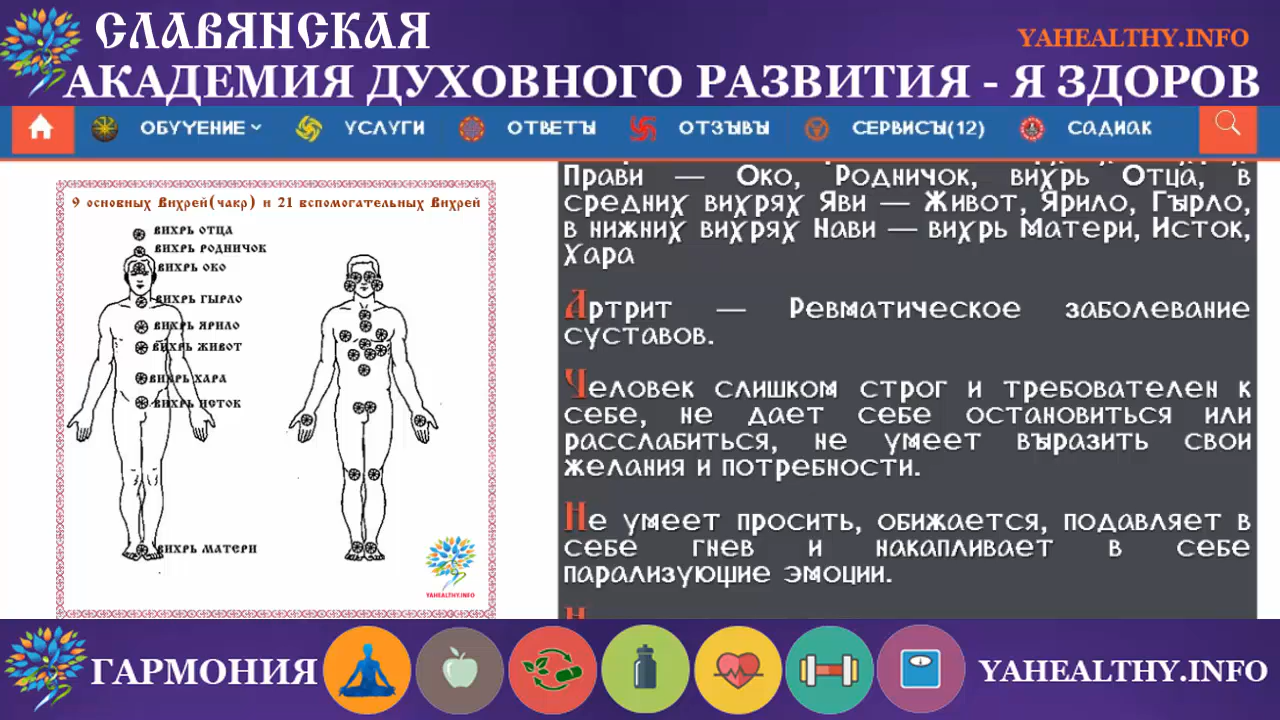 СЛАВЯНСКАЯ
YAHEALTHY.INFO
АКАДЕМИЯ ДУХОВНОГО РАЗВИТИЯ - Я ЗДОРОВ
ОБУЧЕНИЕ УСЛУГИ ОТВЕТЫ ОТЗЫВЫ СЕРВИСЫ(12) САДИАК
9 основных Вихрей(чакр) и 21 вспомогательных Вихрей
ВИХРЬ ОТЦА
ВИХРЬ РОДНИЧОК
ВИХРЬ ОКО
ВИХРЬ ГЫРЛО
ВИХРЬ ЯРИЛО
ВИХРЬ ЖИВОТ
ВИХРЬ ХАРА
ВИХРЬ ИСТОК
ВИХРЬ МАТЕРИ
YAHEALTHY.INFO
Прави — Око, Родничок, вихрь Отца, в
средних вихрях Яви — Живот, Ярило, Гырло,
в нижних вихрях Нави — вихрь Матери, Исток,
Хара
Артрит — Ревматическое заболевание
суставов.
Человек слишком строг и требователен к
себе, не дает себе остановиться или
расслабиться, не умеет выразить свои
желания и потребности.
Не умеет просить, обижается, подавляет в
себе гнев и накапливает в себе
парализующие эмоции.
ГАРМОНИЯ
YAHEALTHY.INFO